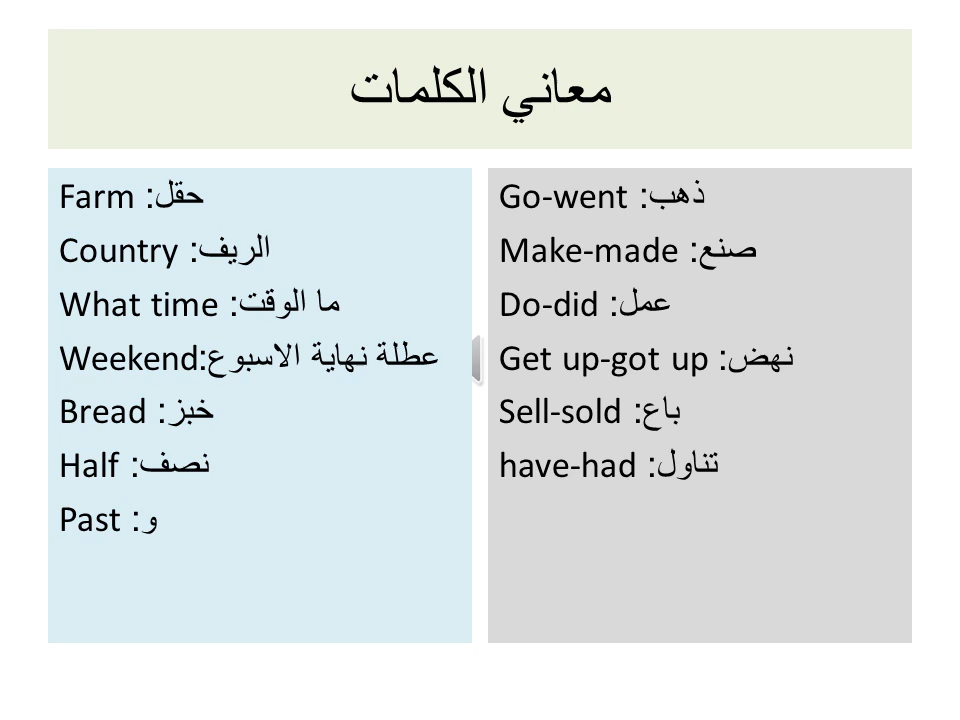 معاني الكلمات
Farm :حقل
Country :الريف
What time :ما الوقت
Weekend:عطلة نهاية الاسبوع
Bread :خبز
Half :نصف
Past :و
Go-went :ذهب
Make-made :صنع
Do-did :عمل
Get up-got up :نهض
Sell-sold :باع
have-had :تناول